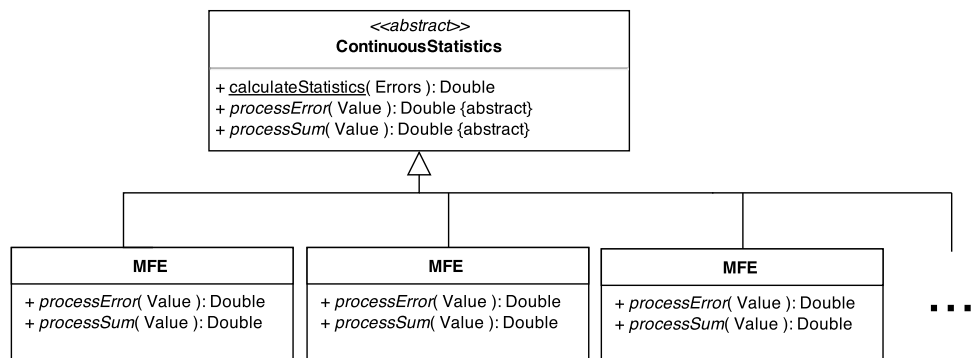 <<abstract>>
ContinuousStatistics
+ calculateStatistics( Errors ): Double
+ processError( Value ): Double {abstract}
+ processSum( Value ): Double {abstract}
MFE
+ processError( Value ): Double
+ processSum( Value ): Double
MFE
+ processError( Value ): Double
+ processSum( Value ): Double
MFE
+ processError( Value ): Double
+ processSum( Value ): Double
...